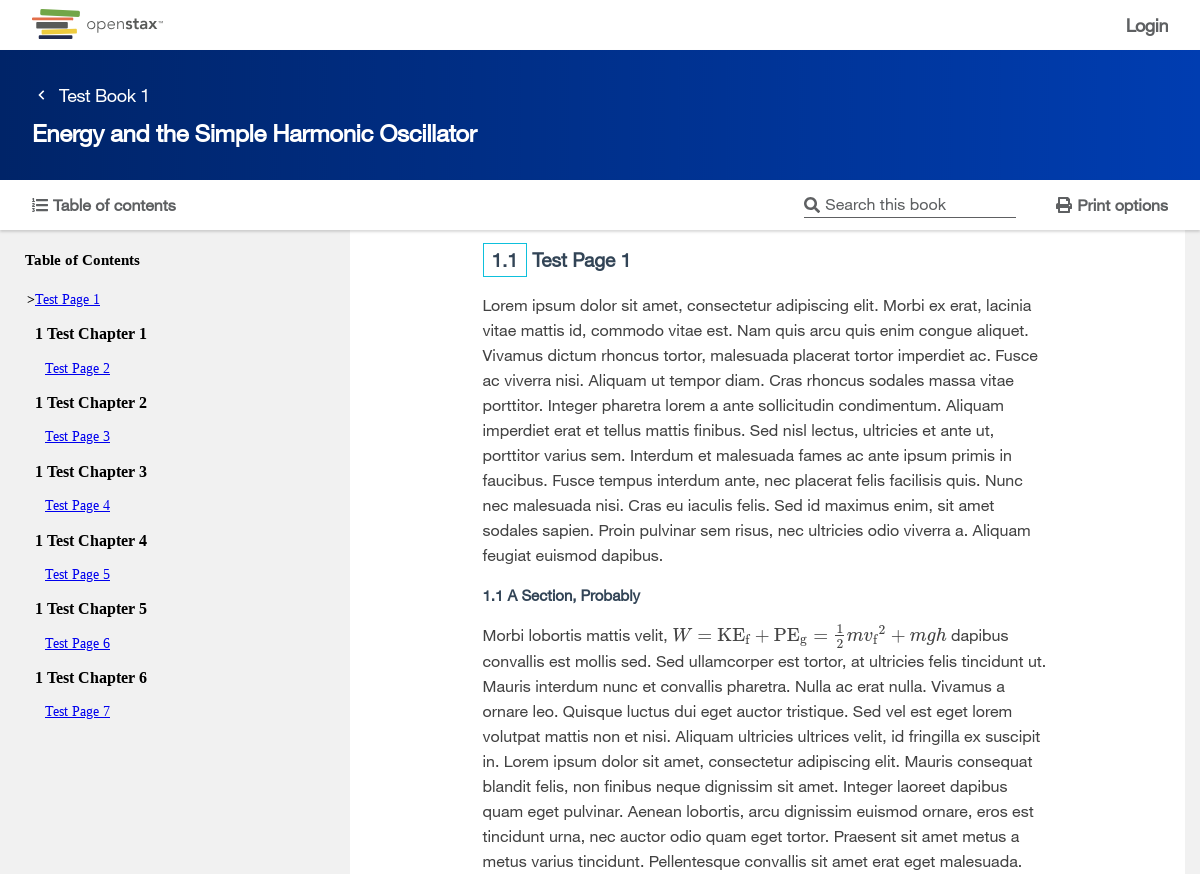 openstax™
Login
Test Book 1
Energy and the Simple Harmonic Oscillator
Table of contents
Search this book
Print options
Table of Contents
>Test Page 1
1 Test Chapter 1
Test Page 2
1 Test Chapter 2
Test Page 3
1 Test Chapter 3
Test Page 4
1 Test Chapter 4
Test Page 5
1 Test Chapter 5
Test Page 6
1 Test Chapter 6
Test Page 7
1.1 Test Page 1
Lorem ipsum dolor sit amet, consectetur adipiscing elit. Morbi ex erat, lacinia
vitae mattis id, commodo vitae est. Nam quis arcu quis enim congue aliquet.
Vivamus dictum rhoncus tortor, malesuada placerat tortor imperdiet ac. Fusce
ac viverra nisi. Aliquam ut tempor diam. Cras rhoncus sodales massa vitae
porttitor. Integer pharetra lorem a ante sollicitudin condimentum. Aliquam
imperdiet erat et tellus mattis finibus. Sed nisl lectus, ultricies et ante ut,
porttitor varius sem. Interdum et malesuada fames ac ante ipsum primis in
faucibus. Fusce tempus interdum ante, nec placerat felis facilisis quis. Nunc
nec malesuada nisi. Cras eu iaculis felis. Sed id maximus enim, sit amet
sodales sapien. Proin pulvinar sem risus, nec ultricies odio viverra a. Aliquam
feugiat euismod dapibus.
1.1 A Section, Probably
Morbi lobortis mattis velit, W = KE_f + PE_g = 1/2 mv_f² + mgh dapibus
convallis est mollis sed. Sed ullamcorper est tortor, at ultricies felis tincidunt ut.
Mauris interdum nunc et convallis pharetra. Nulla ac erat nulla. Vivamus a
ornare leo. Quisque luctus dui eget auctor tristique. Sed vel est eget lorem
volutpat mattis non et nisi. Aliquam ultricies ultrices velit, id fringilla ex suscipit
in. Lorem ipsum dolor sit amet, consectetur adipiscing elit. Mauris consequat
blandit felis, non finibus neque dignissim sit amet. Integer laoreet dapibus
quam eget pulvinar. Aenean lobortis, arcu dignissim euismod ornare, eros est
tincidunt urna, nec auctor odio quam eget tortor. Praesent sit amet metus a
metus varius tincidunt. Pellentesque convallis sit amet erat eget malesuada.